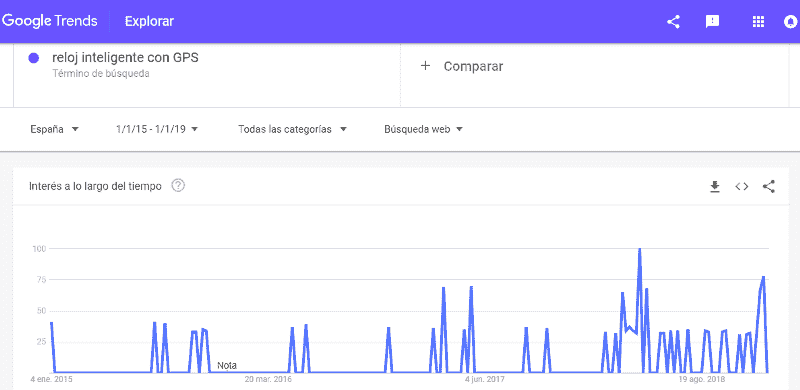 Google Trends Explorar
reloj inteligente con GPS
Término de búsqueda
+ Comparar
España 1/1/15 - 1/1/19 Todas las categorías Búsqueda web
Interés a lo largo del tiempo ?
100
75
50
25
Nota
4 ene. 2015 20 mar. 2016 4 jun. 2017 19 ago. 2018